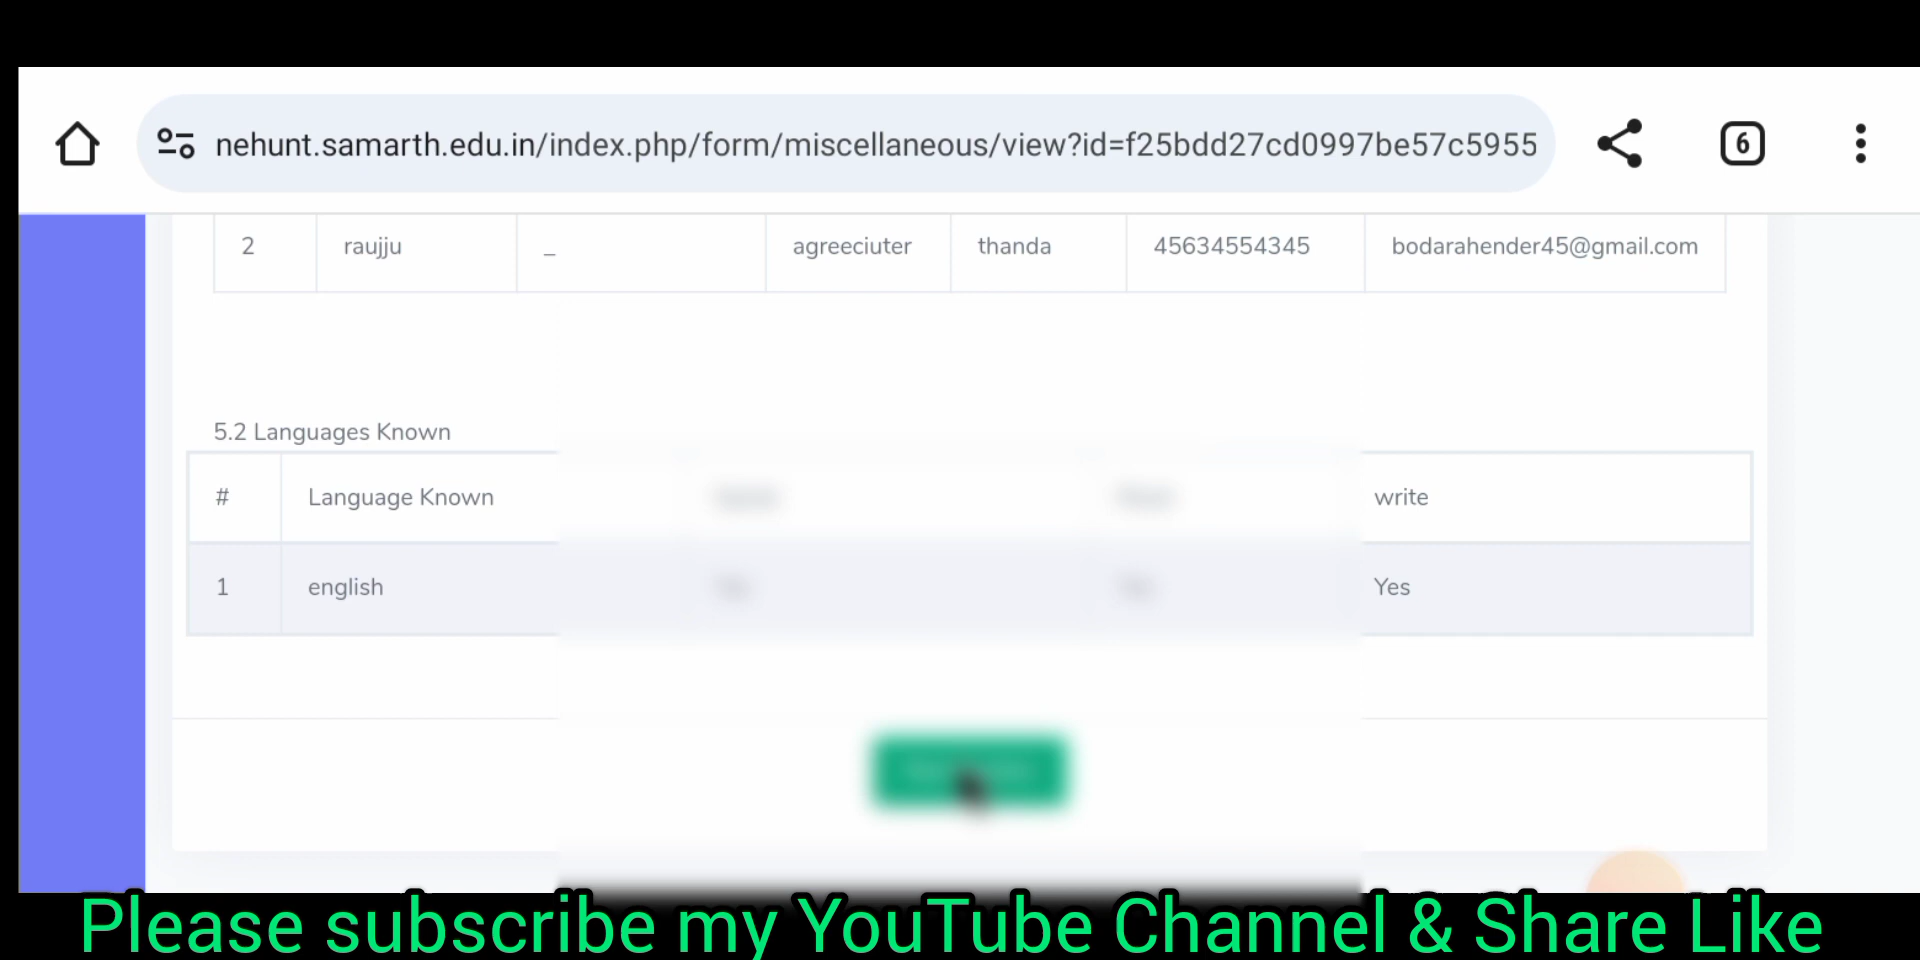 nehunt.samarth.edu.in/index.php/form/miscellaneous/view?id=f25bdd27cd0997be57c5955
6
2 raujju _ agreeciuter thanda 45634554345 bodarahender45@gmail.com
5.2 Languages Known
# Language Known write
1 english Yes
Please subscribe my YouTube Channel & Share Like